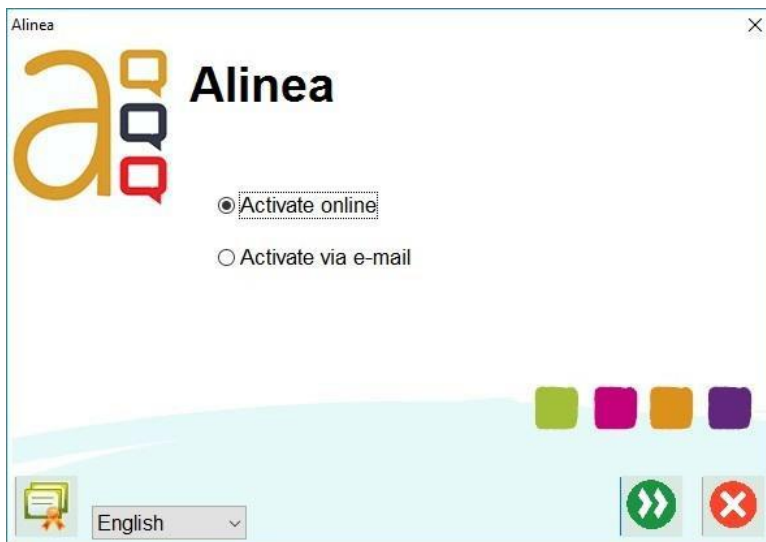 Alinea
Alinea
Activate online
Activate via e-mail
English